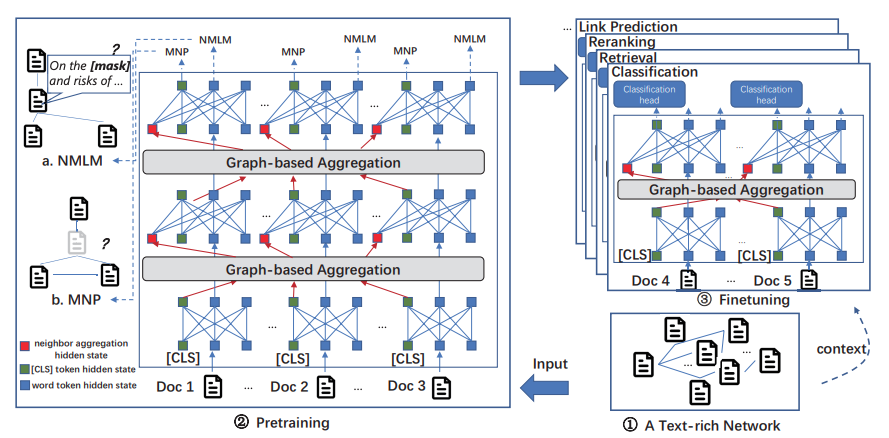 ?
On the [mask]
and risks of ...
a. NMLM
?
b. MNP
neighbor aggregation
hidden state
[CLS] token hidden state
word token hidden state
MNP
NMLM
MNP
NMLM
MNP
NMLM
...
...
Graph-based Aggregation
...
...
Graph-based Aggregation
...
...
[CLS]
[CLS]
[CLS]
Doc 1
...
Doc 2
...
Doc 3
② Pretraining
Input
... Link Prediction
Reranking
Retrieval
Classification
Classification
head
Classification
head
...
...
Graph-based Aggregation
...
[CLS]
[CLS]
Doc 4
...
Doc 5
③ Finetuning
context
...
...
① A Text-rich Network